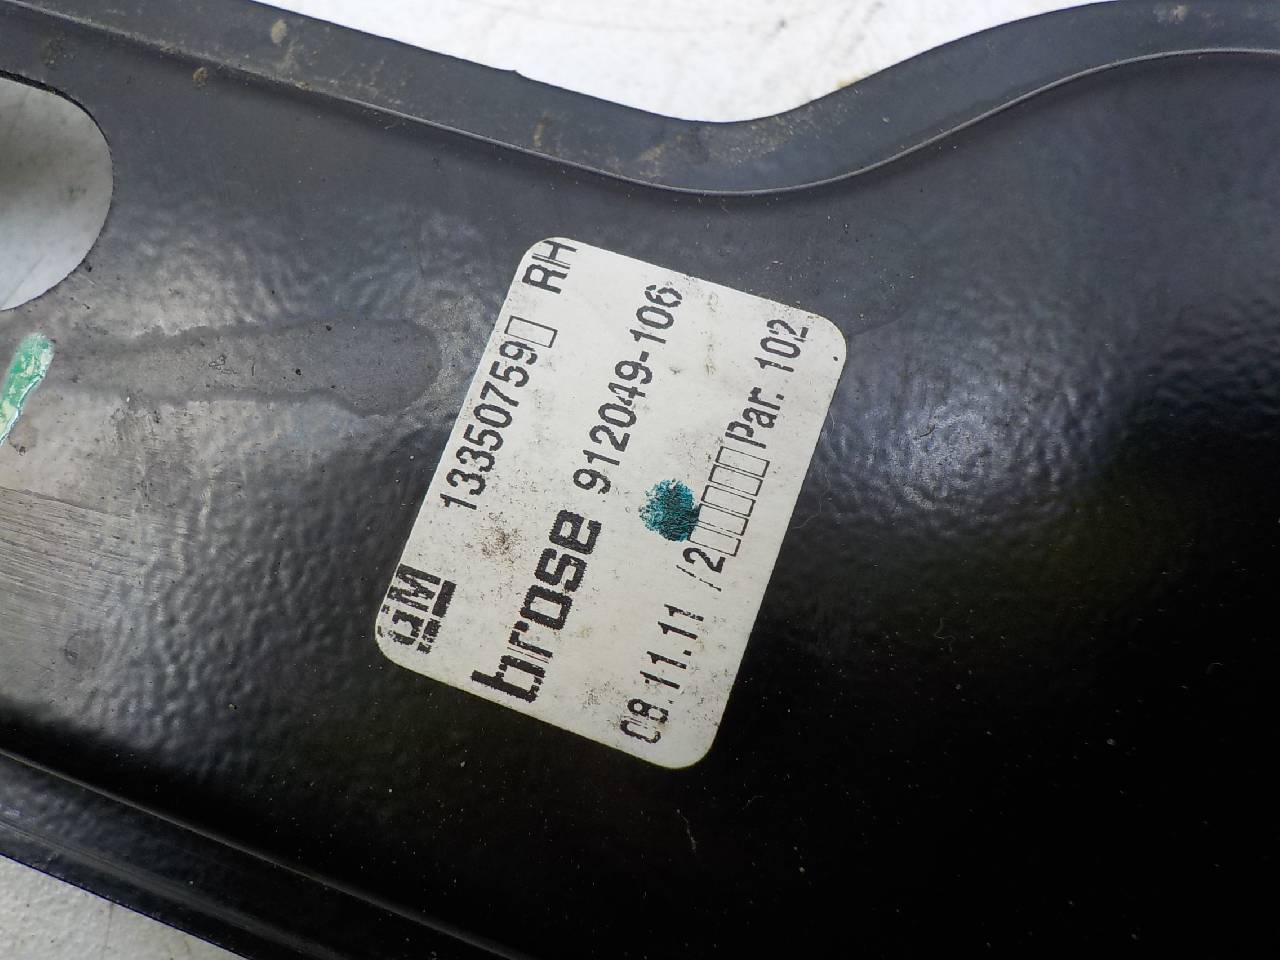 GM 13350759□ RH
brose 912049-106
08.11.11 /2□□□□□Par. 102